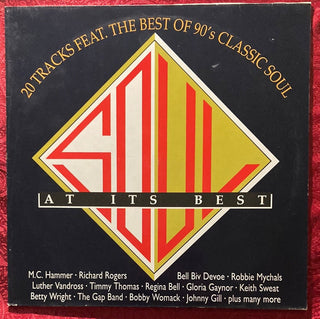 20 TRACKS FEAT. THE BEST OF 90's CLASSIC SOUL
SOUL
AT ITS BEST
M.C. Hammer · Richard Rogers
Bell Biv Devoe · Robbie Mychals
Luther Vandross · Timmy Thomas · Regina Bell · Gloria Gaynor · Keith Sweat
Betty Wright · The Gap Band · Bobby Womack · Johnny Gill · plus many more